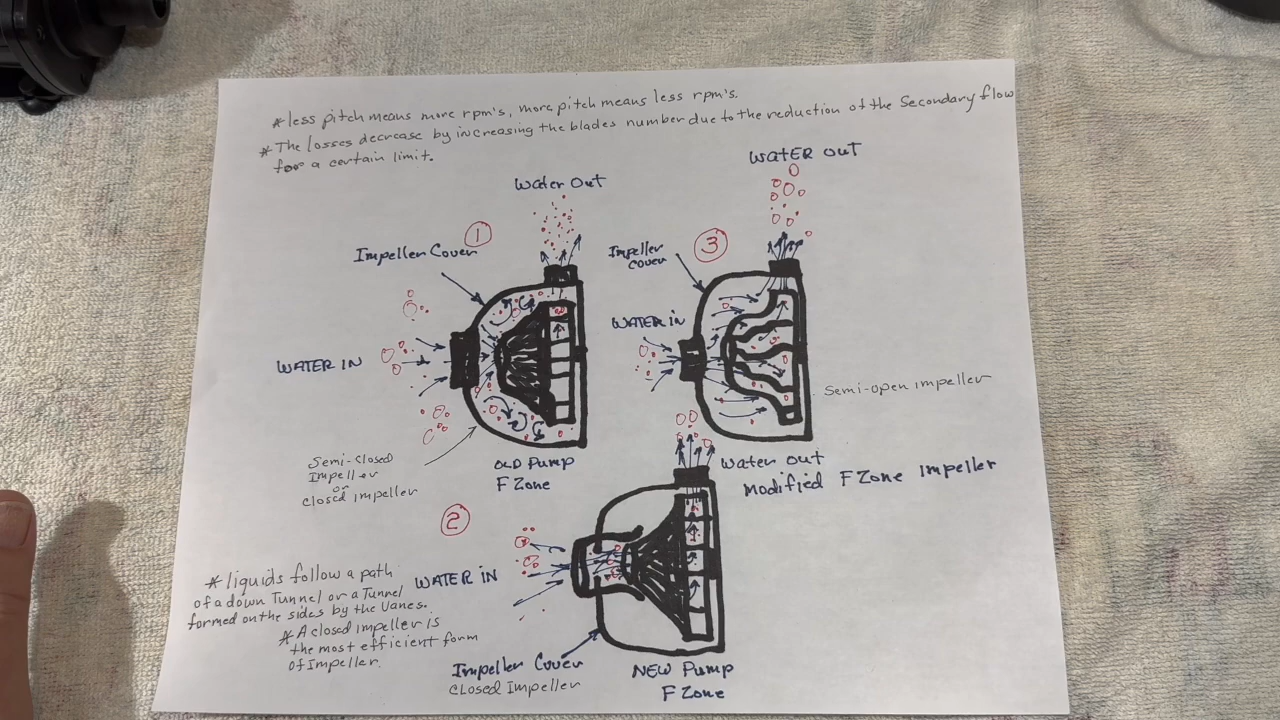 * less pitch means more rpm's, more pitch means less rpm's.
* The losses decrease by increasing the blades number due to the reduction of the Secondary flow
for a certain limit.
Water Out
WatER OUT
1
3
Impeller Cover
Impeller
cover
WATER IN
WATER IN
Semi-open impeller
Semi-closed
Impeller
or
closed impeller
OLD Pump
F Zone
Water out
Modified F Zone Impeller
2
WATER IN
* liquids follow a path
of a down Tunnel or a Tunnel
formed on the sides by the Vanes.
* A closed impeller is
the most efficient form
of Impeller.
Impeller Cover
Closed Impeller
NEW Pump
F Zone